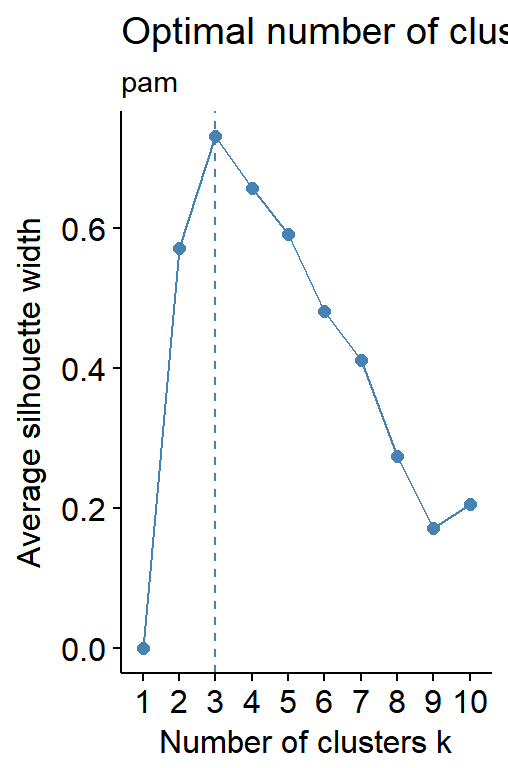 Optimal number of clus
pam
Average silhouette width
0.6
0.4
0.2
0.0
1 2 3 4 5 6 7 8 9 10
Number of clusters k